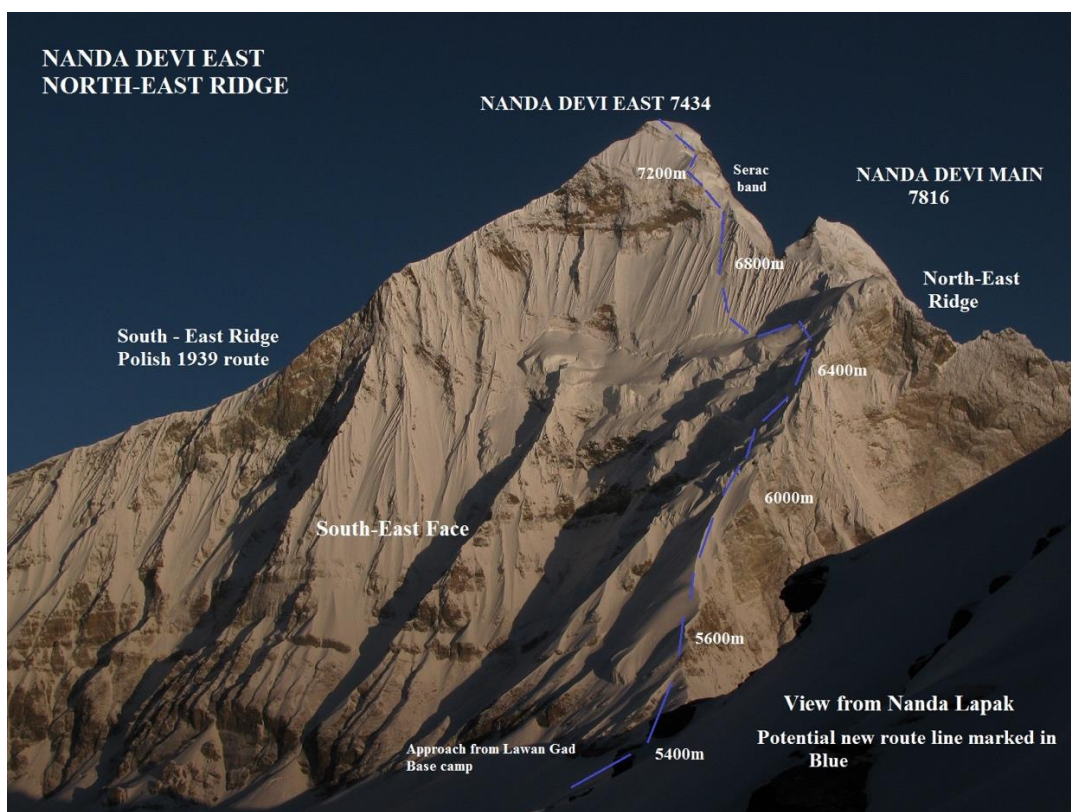 NANDA DEVI EAST
NORTH-EAST RIDGE
NANDA DEVI EAST 7434
7200m
Serac
band
NANDA DEVI MAIN
7816
6800m
North-East
Ridge
South - East Ridge
Polish 1939 route
6400m
6000m
South-East Face
5600m
View from Nanda Lapak
Potential new route line marked in
Blue
Approach from Lawan Gad
Base camp
5400m